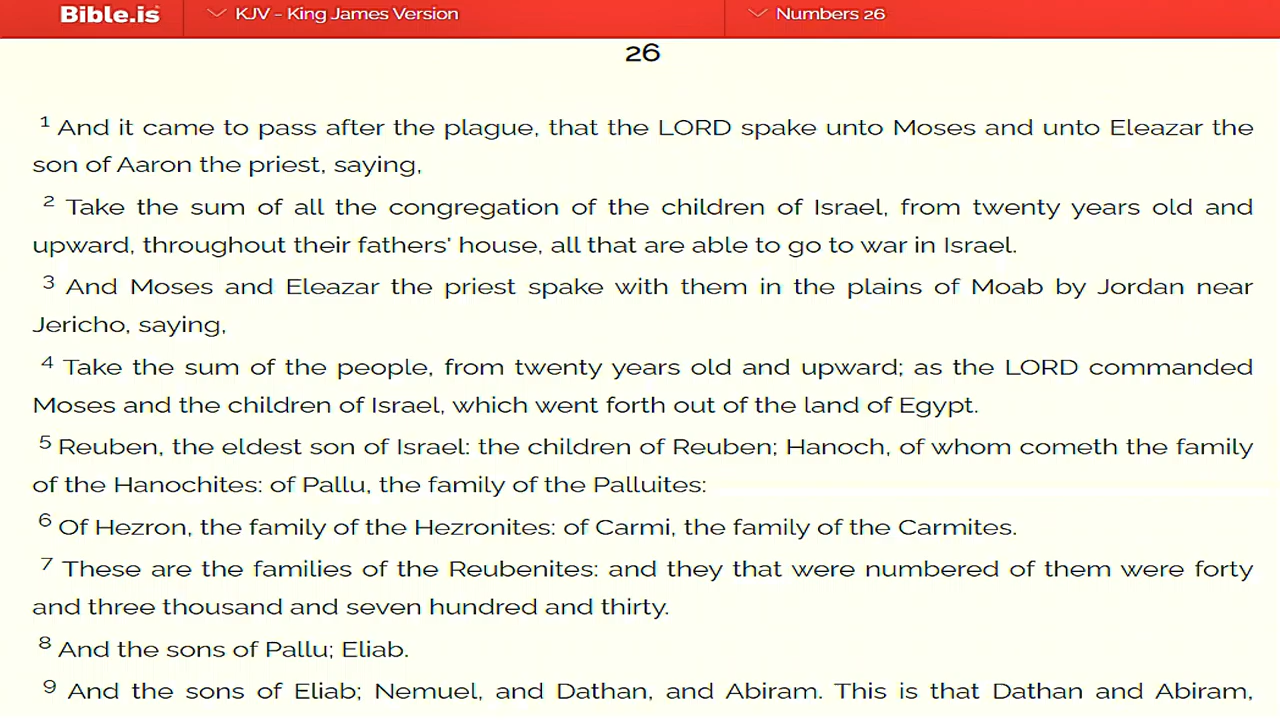 Bible.is KJV - King James Version Numbers 26
26
1 And it came to pass after the plague, that the LORD spake unto Moses and unto Eleazar the
son of Aaron the priest, saying,
2 Take the sum of all the congregation of the children of Israel, from twenty years old and
upward, throughout their fathers' house, all that are able to go to war in Israel.
3 And Moses and Eleazar the priest spake with them in the plains of Moab by Jordan near
Jericho, saying,
4 Take the sum of the people, from twenty years old and upward; as the LORD commanded
Moses and the children of Israel, which went forth out of the land of Egypt.
5 Reuben, the eldest son of Israel: the children of Reuben; Hanoch, of whom cometh the family
of the Hanochites: of Pallu, the family of the Palluites:
6 Of Hezron, the family of the Hezronites: of Carmi, the family of the Carmites.
7 These are the families of the Reubenites: and they that were numbered of them were forty
and three thousand and seven hundred and thirty.
8 And the sons of Pallu; Eliab.
9 And the sons of Eliab; Nemuel, and Dathan, and Abiram. This is that Dathan and Abiram,